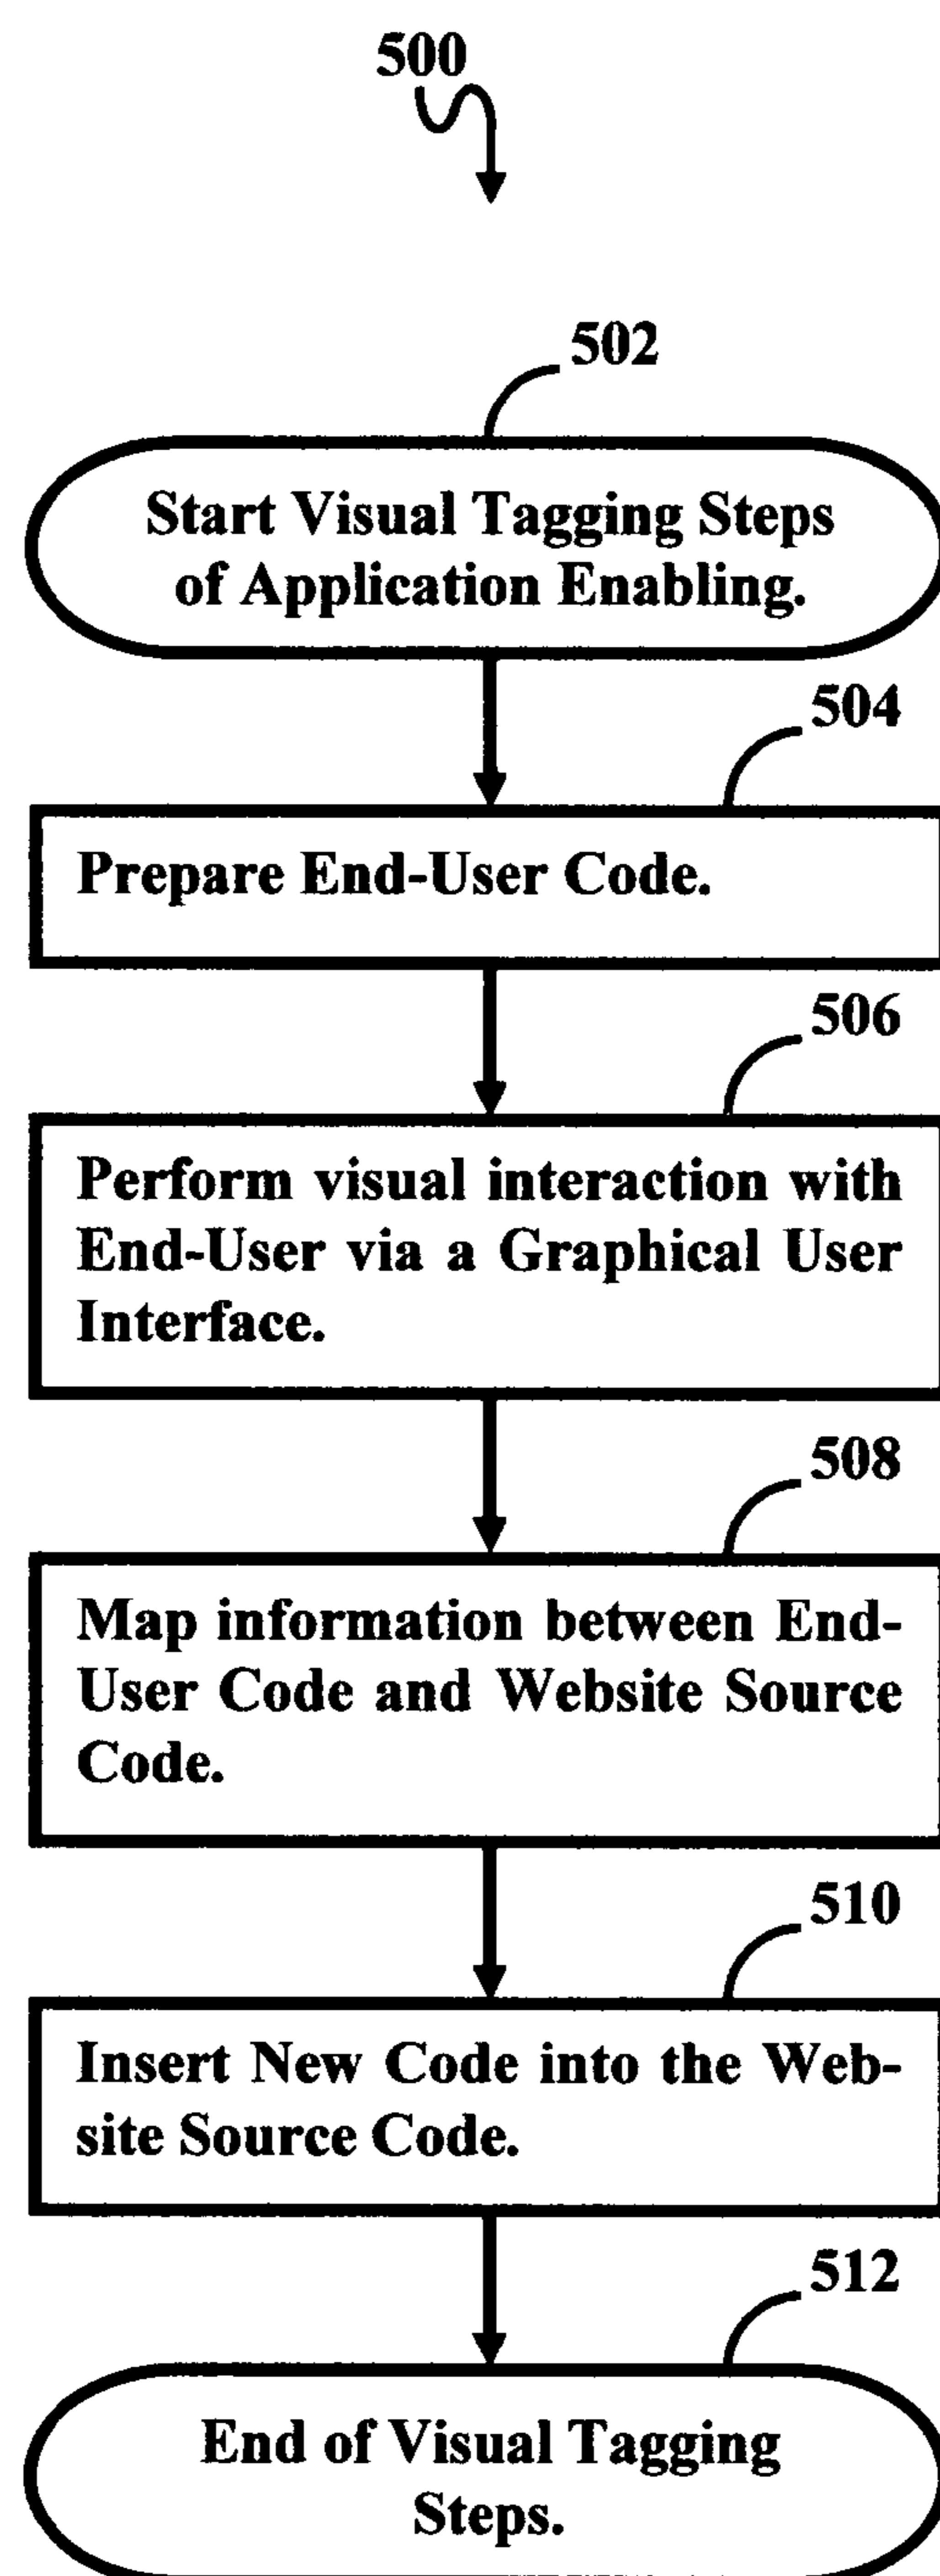 500
502
Start Visual Tagging Steps
of Application Enabling.
504
Prepare End-User Code.
506
Perform visual interaction with
End-User via a Graphical User
Interface.
508
Map information between End-
User Code and Website Source
Code.
510
Insert New Code into the Web-
site Source Code.
512
End of Visual Tagging
Steps.